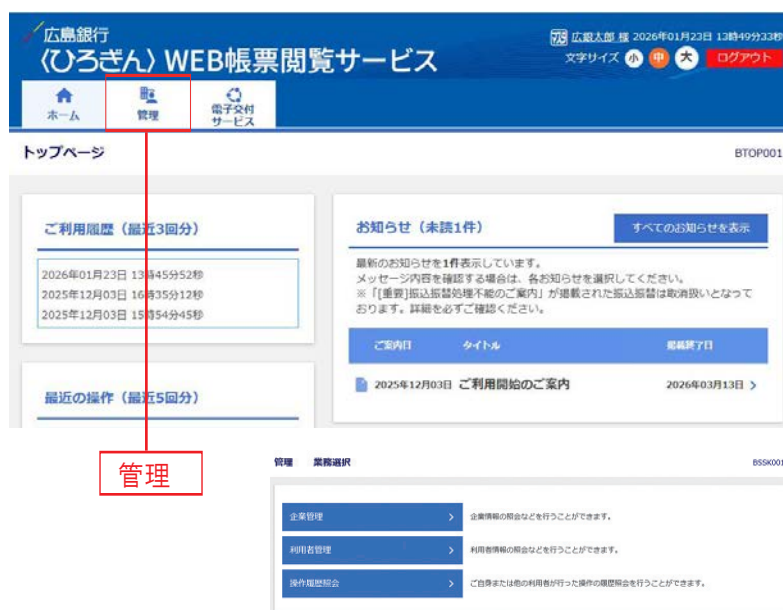 広島銀行
〈ひろぎん〉WEB帳票閲覧サービス
広銀太郎 様 2026年01月23日 13時49分33秒
文字サイズ 小 中 大 ログアウト
ホーム
管理
電子交付
サービス
トップページ
BTOP001
ご利用履歴（最近3回分）
2026年01月23日 13時45分52秒
2025年12月03日 16時35分12秒
2025年12月03日 15時54分45秒
最近の操作（最近5回分）
お知らせ（未読1件）
すべてのお知らせを表示
最新のお知らせを1件表示しています。
メッセージ内容を確認する場合は、各お知らせを選択してください。
※「[重要]振込振替処理不能のご案内」が掲載された振込振替は取消扱いとなって
おります。詳細を必ずご確認ください。
ご案内日 タイトル 掲載終了日
2025年12月03日 ご利用開始のご案内 2026年03月13日
管理
管理 業務選択
BSSK001
企業管理 企業情報の照会などを行うことができます。
利用者管理 利用者情報の照会などを行うことができます。
操作履歴照会 ご自身または他の利用者が行った操作の履歴照会を行うことができます。